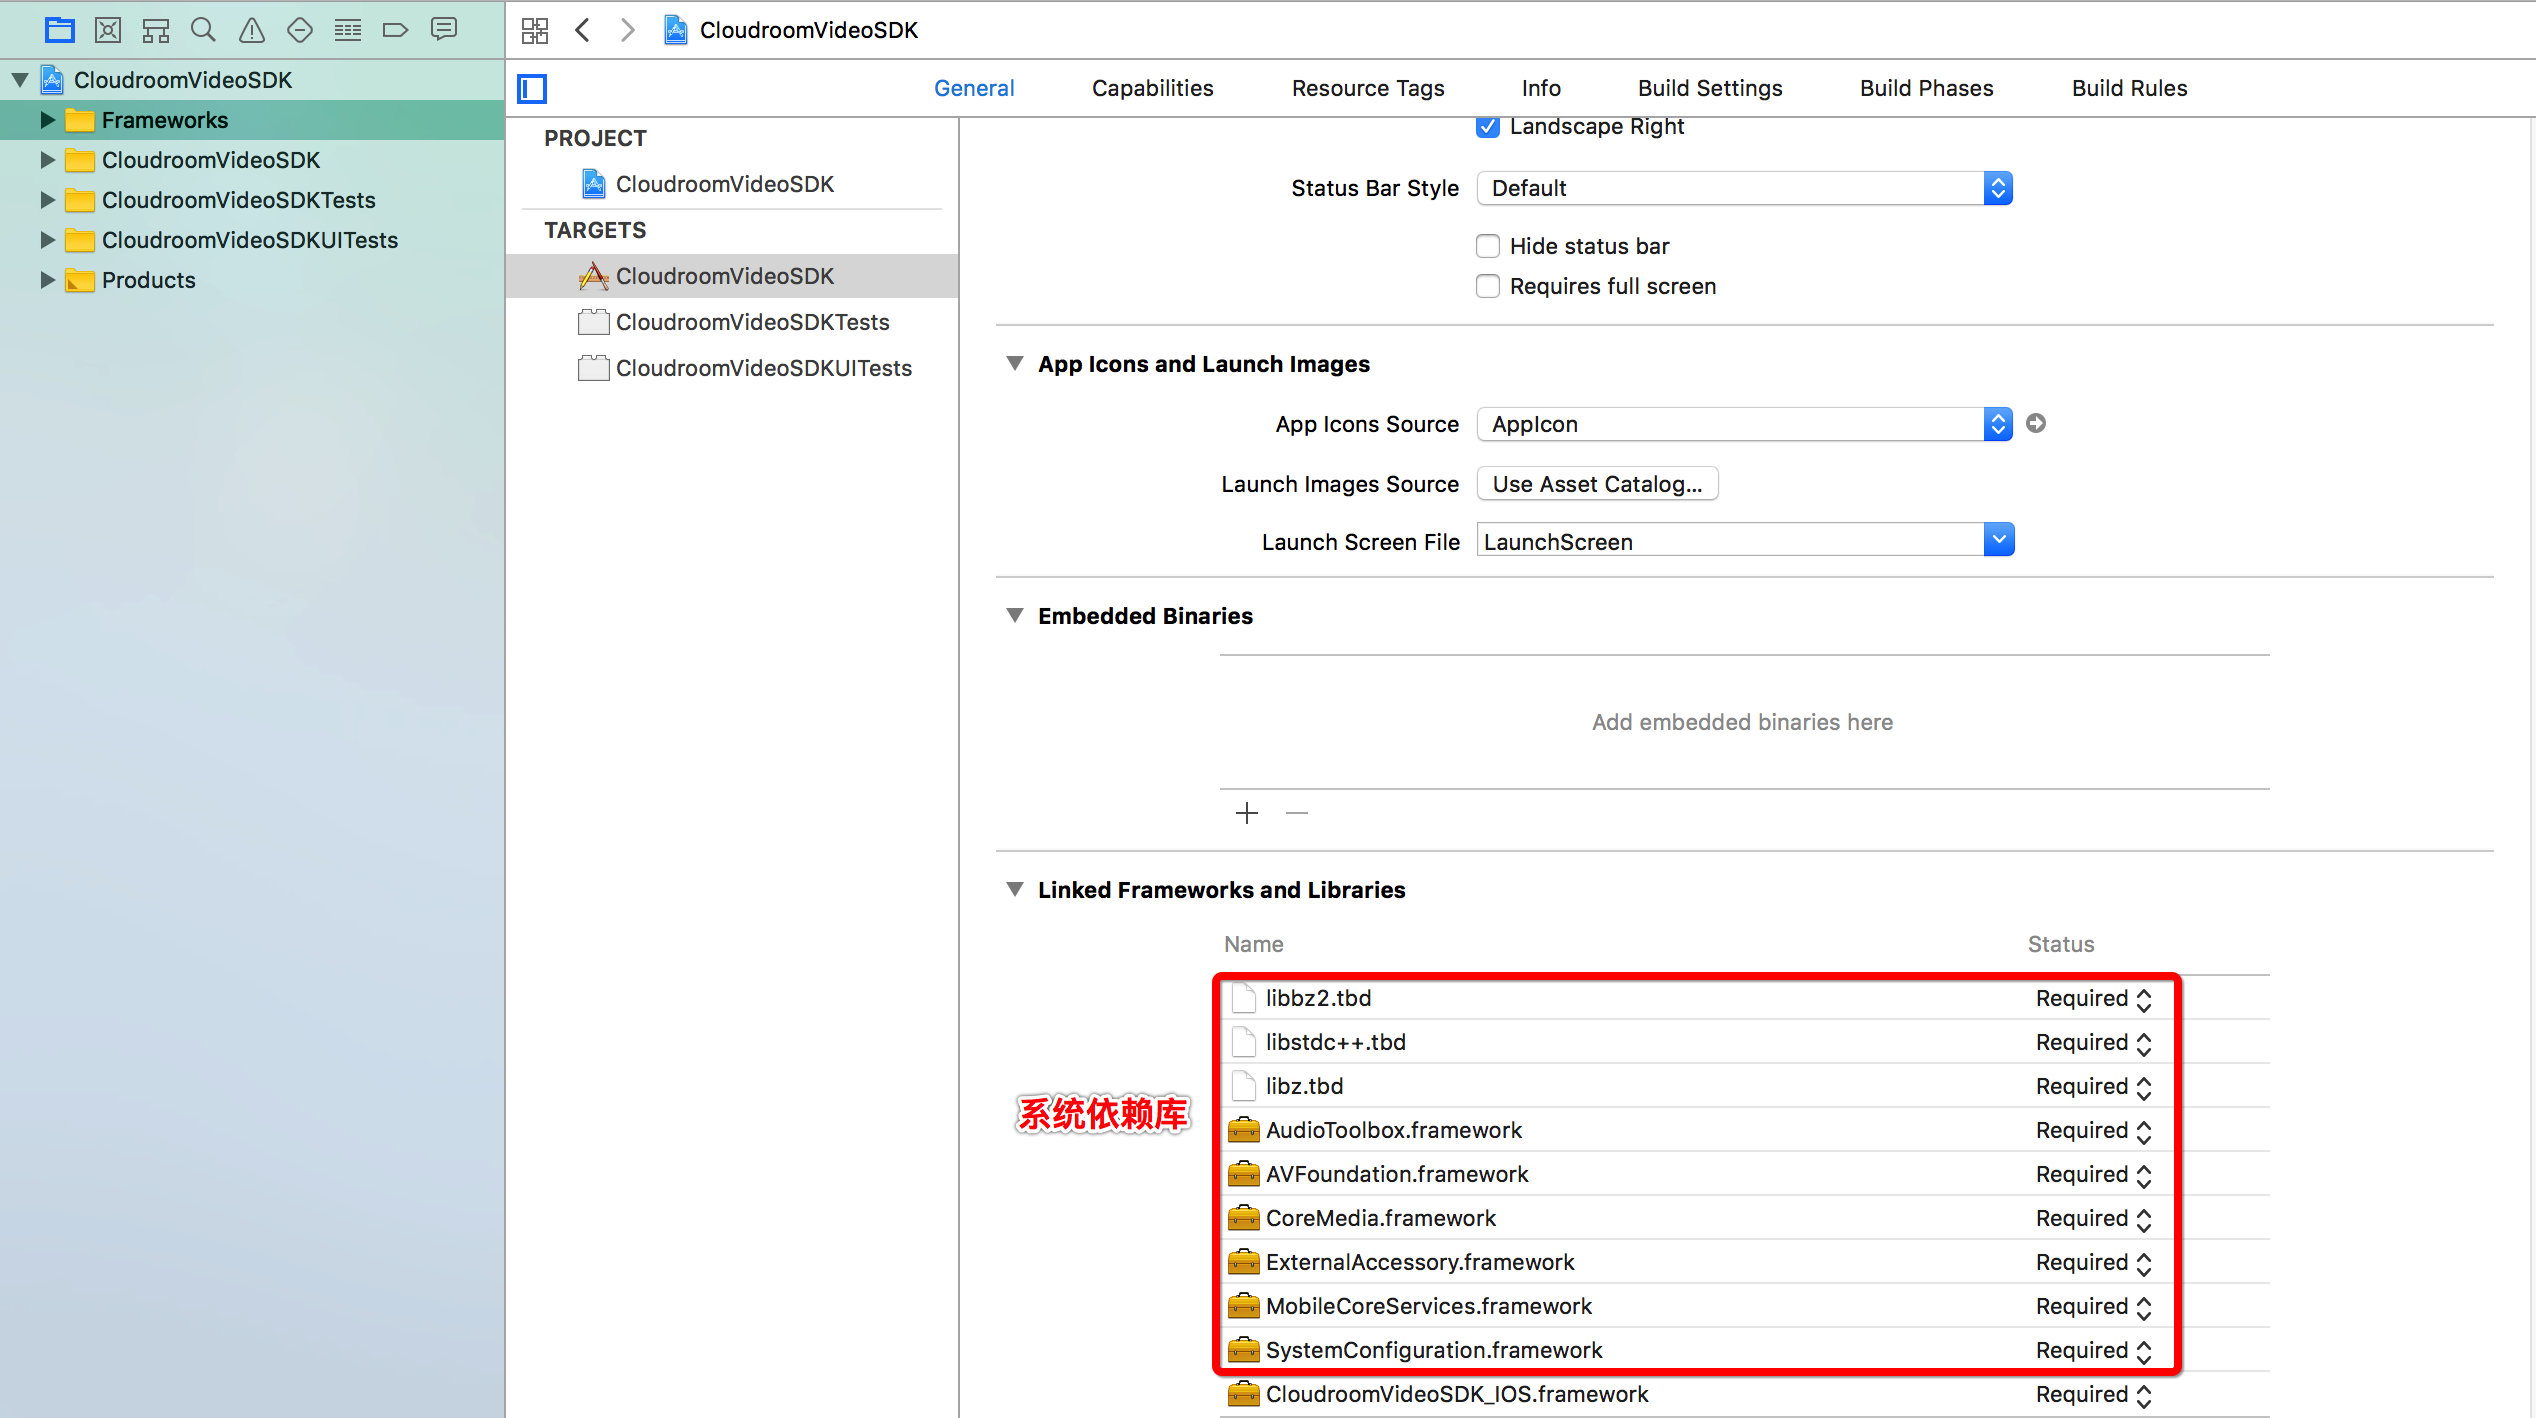 CloudroomVideoSDK
CloudroomVideoSDK
Frameworks
CloudroomVideoSDK
CloudroomVideoSDKTests
CloudroomVideoSDKUITests
Products
General
Capabilities
Resource Tags
Info
Build Settings
Build Phases
Build Rules
PROJECT
CloudroomVideoSDK
TARGETS
CloudroomVideoSDK
CloudroomVideoSDKTests
CloudroomVideoSDKUITests
Landscape Right
Status Bar Style Default
Hide status bar
Requires full screen
App Icons and Launch Images
App Icons Source AppIcon
Launch Images Source Use Asset Catalog...
Launch Screen File LaunchScreen
Embedded Binaries
Add embedded binaries here
Linked Frameworks and Libraries
Name Status
libbz2.tbd Required
libstdc++.tbd Required
libz.tbd Required
系统依赖库
AudioToolbox.framework Required
AVFoundation.framework Required
CoreMedia.framework Required
ExternalAccessory.framework Required
MobileCoreServices.framework Required
SystemConfiguration.framework Required
CloudroomVideoSDK_IOS.framework Required